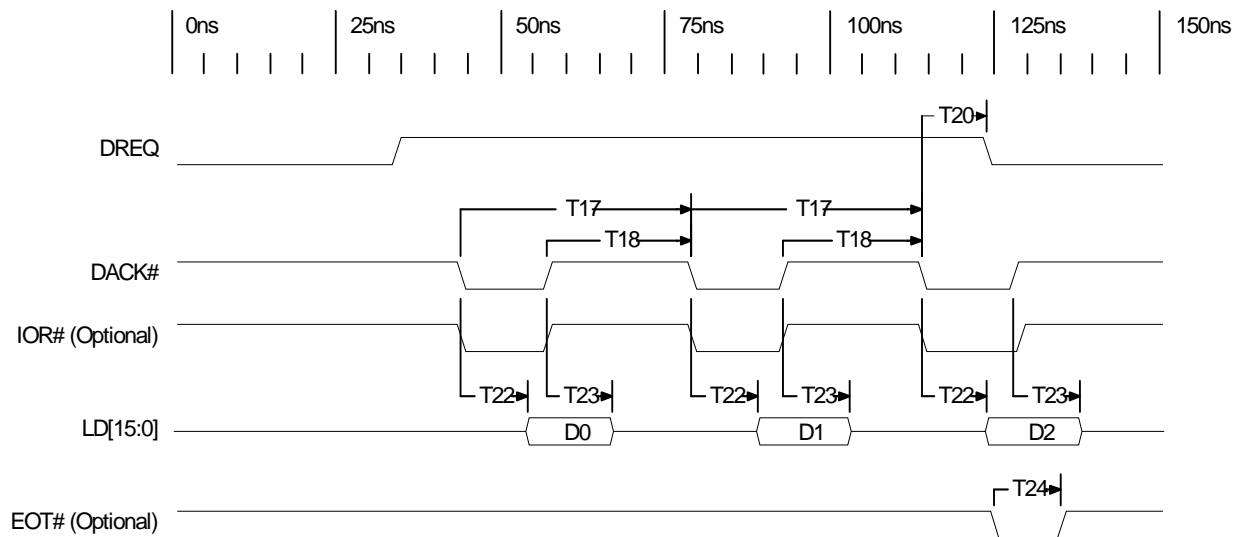 0ns 25ns 50ns 75ns 100ns 125ns 150ns
T20
DREQ
T17 T17
T18 T18
DACK#
IOR# (Optional)
T22 T23 T22 T23 T22 T23
LD[15:0] D0 D1 D2
T24
EOT# (Optional)